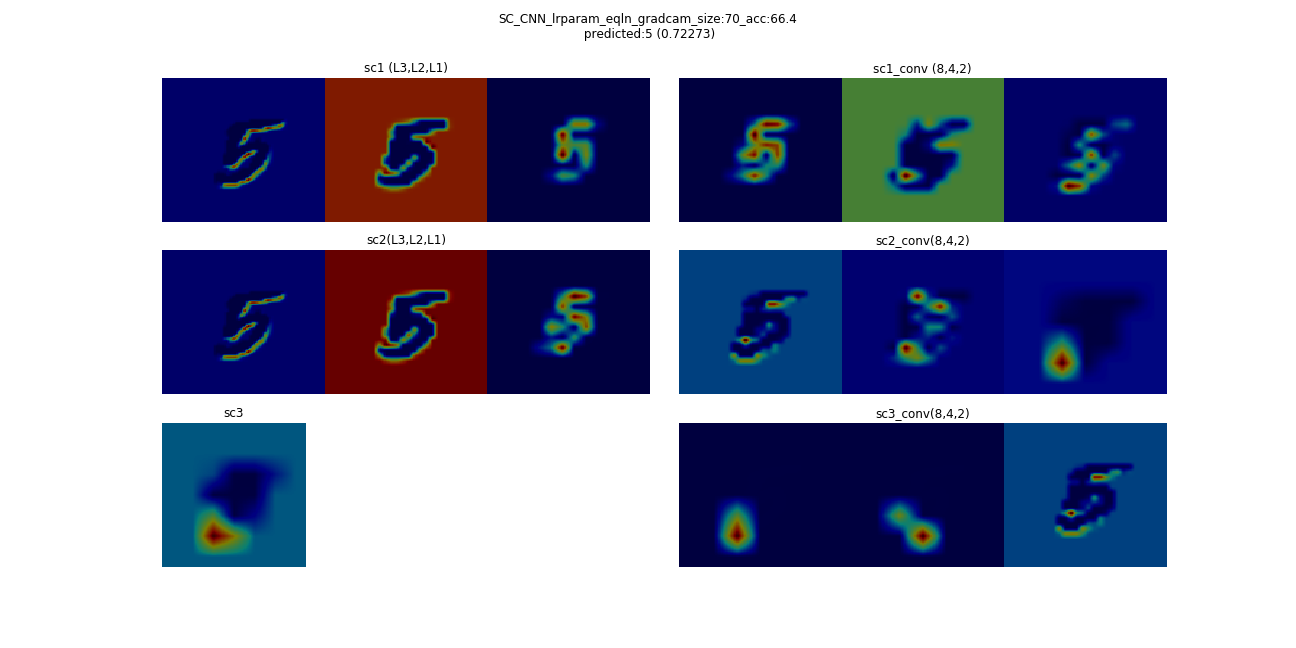 SC_CNN_lrparam_eqln_gradcam_size:70_acc:66.4
predicted:5 (0.72273)
sc1 (L3,L2,L1)
sc1_conv (8,4,2)
sc2(L3,L2,L1)
sc2_conv(8,4,2)
sc3
sc3_conv(8,4,2)